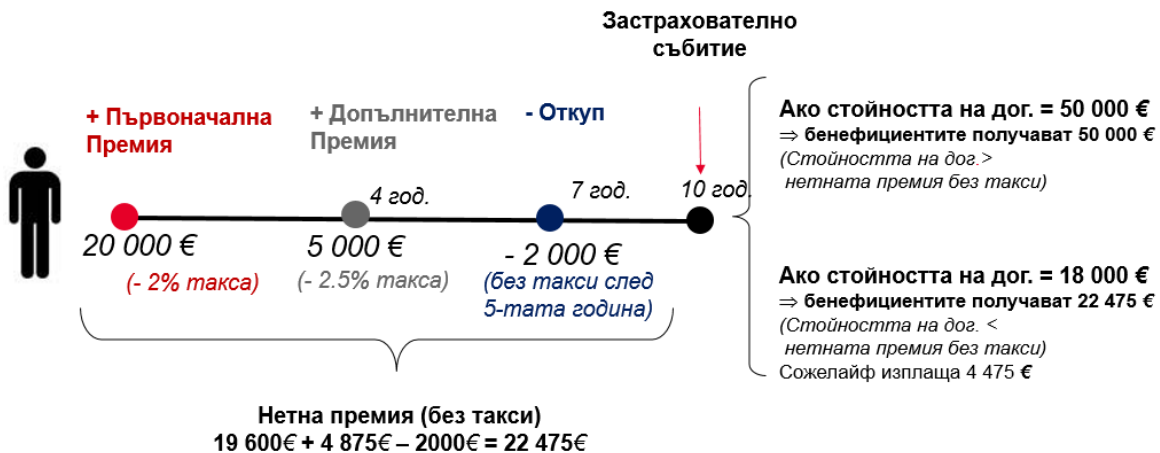 Застрахователно
събитие
+ Първоначална
Премия
+ Допълнителна
Премия
- Откуп
4 год.
7 год.
10 год.
20 000 €
(- 2% такса)
5 000 €
(- 2.5% такса)
- 2 000 €
(без такси след
5-тата година)
Нетна премия (без такси)
19 600€ + 4 875€ – 2000€ = 22 475€
Ако стойността на дог. = 50 000 €
⇒ бенефициентите получават 50 000 €
(Стойността на дог.>
нетната премия без такси)
Ако стойността на дог. = 18 000 €
⇒ бенефициентите получават 22 475 €
(Стойността на дог. <
нетната премия без такси)
Сожелайф изплаща 4 475 €